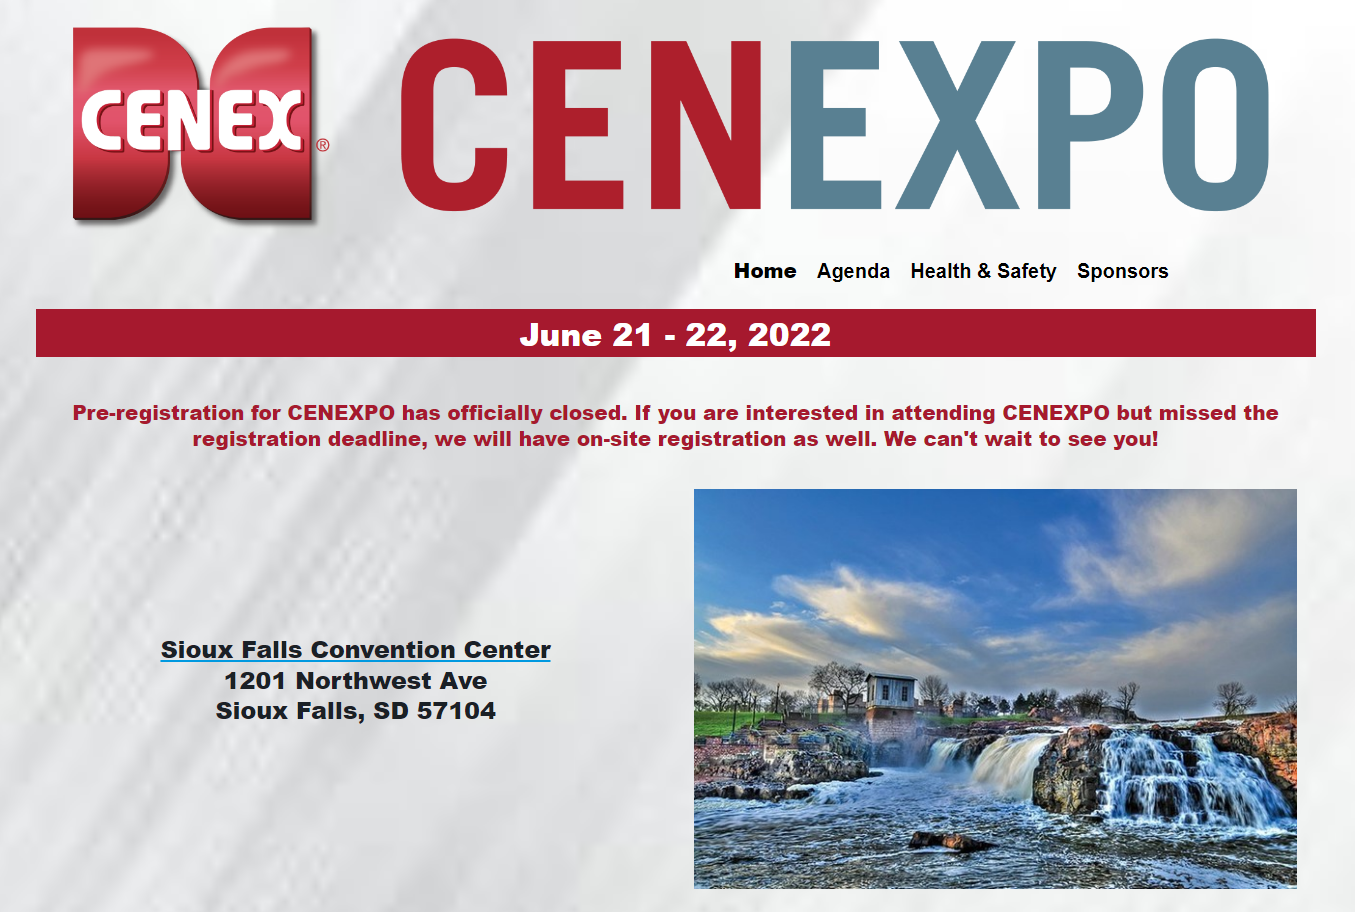 CENEX®
CENEXPO
Home Agenda Health & Safety Sponsors
June 21 - 22, 2022
Pre-registration for CENEXPO has officially closed. If you are interested in attending CENEXPO but missed the
registration deadline, we will have on-site registration as well. We can't wait to see you!
Sioux Falls Convention Center
1201 Northwest Ave
Sioux Falls, SD 57104